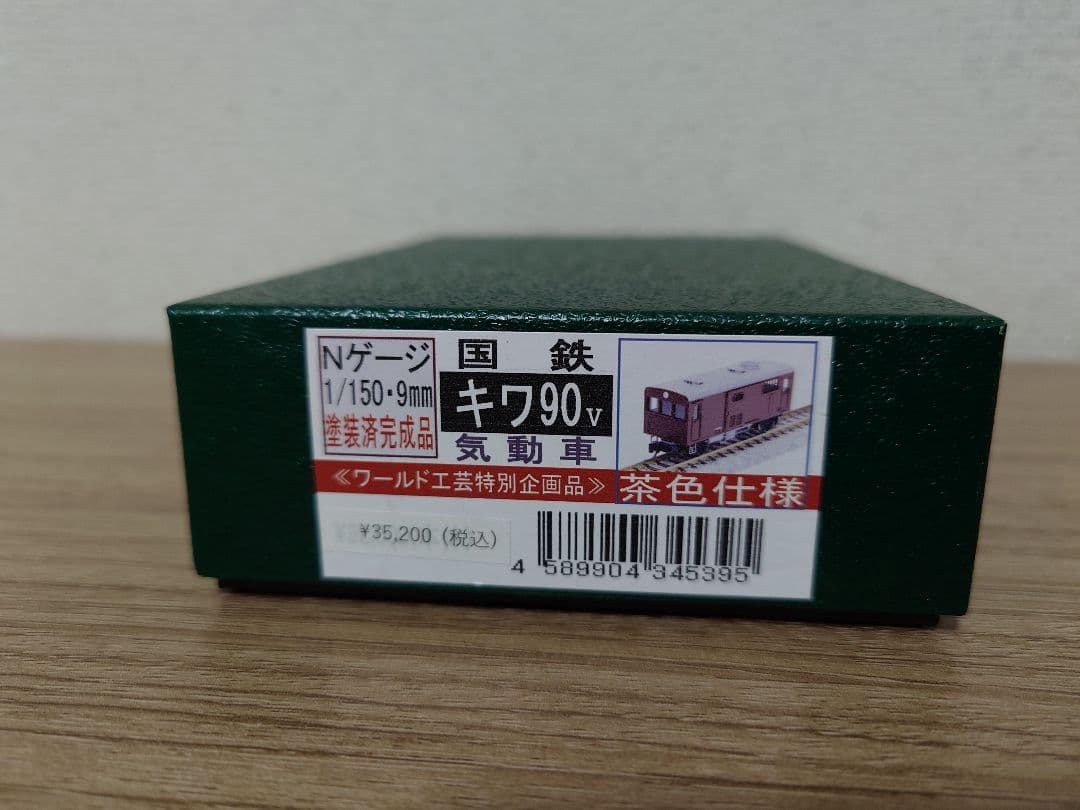 Nゲージ
1/150・9mm
塗装済完成品
国 鉄
キワ90v
気動車
≪ワールド工芸特別企画品≫
茶色仕様
¥35,200（税込）
4 589904 345395